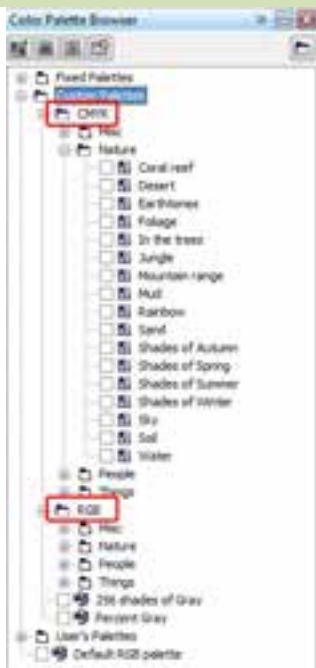 Color Palette Browser
Fixed Palettes
Custom Palettes
CMYK
Misc
Nature
Coral reef
Desert
Earthtones
Foliage
In the trees
Jungle
Mountain range
Mud
Rainbow
Sand
Shades of Autumn
Shades of Spring
Shades of Summer
Shades of Winter
Sky
Soil
Water
People
Things
RGB
Misc
Nature
People
Things
256 shades of Gray
Percent Gray
User's Palettes
Default RGB palette